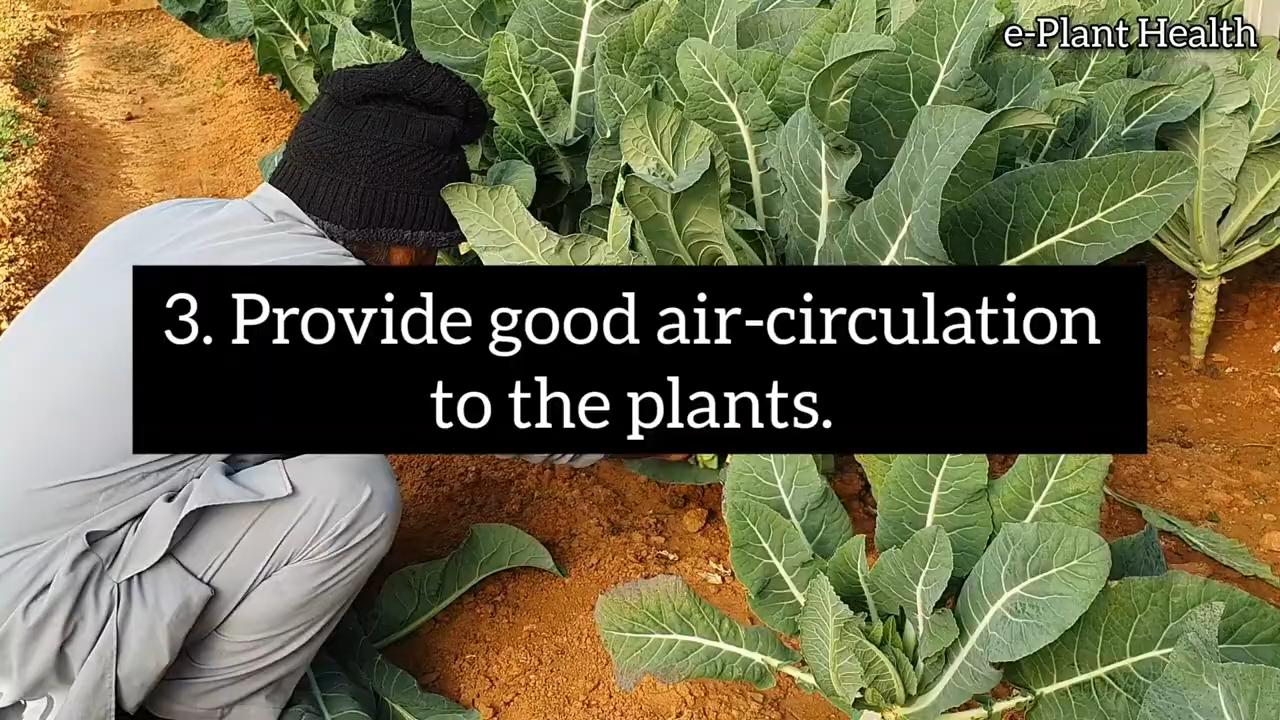 e-Plant Health
3. Provide good air-circulation
to the plants.